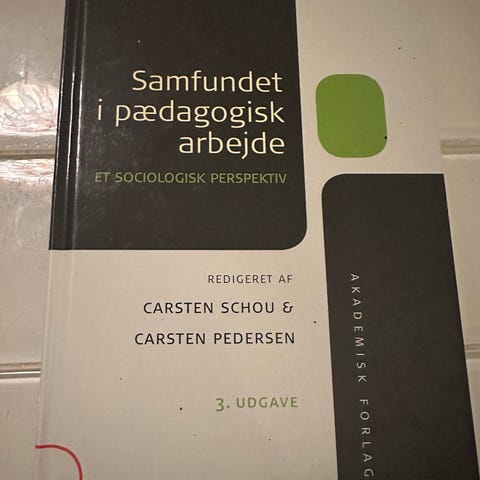 Samfundet
i pædagogisk
arbejde
ET SOCIOLOGISK PERSPEKTIV
REDIGERET AF
CARSTEN SCHOU &
CARSTEN PEDERSEN
3. UDGAVE
AKADEMISK FORLAG